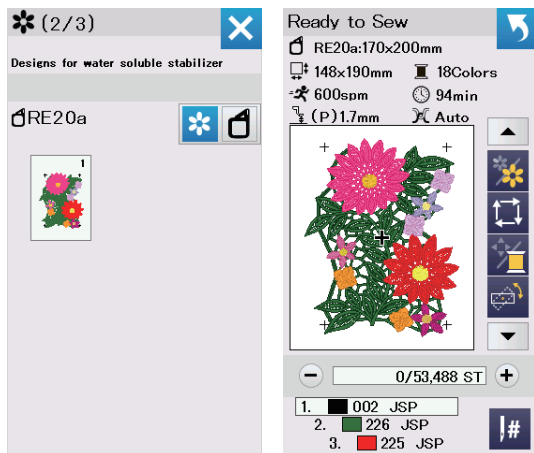 (2/3)
Designs for water soluble stabilizer
RE20a
1
Ready to Sew
RE20a:170x200mm
148x190mm 18Colors
600spm 94min
(P)1.7mm Auto
0/53,488 ST
1. 002 JSP
2. 226 JSP
3. 225 JSP
#